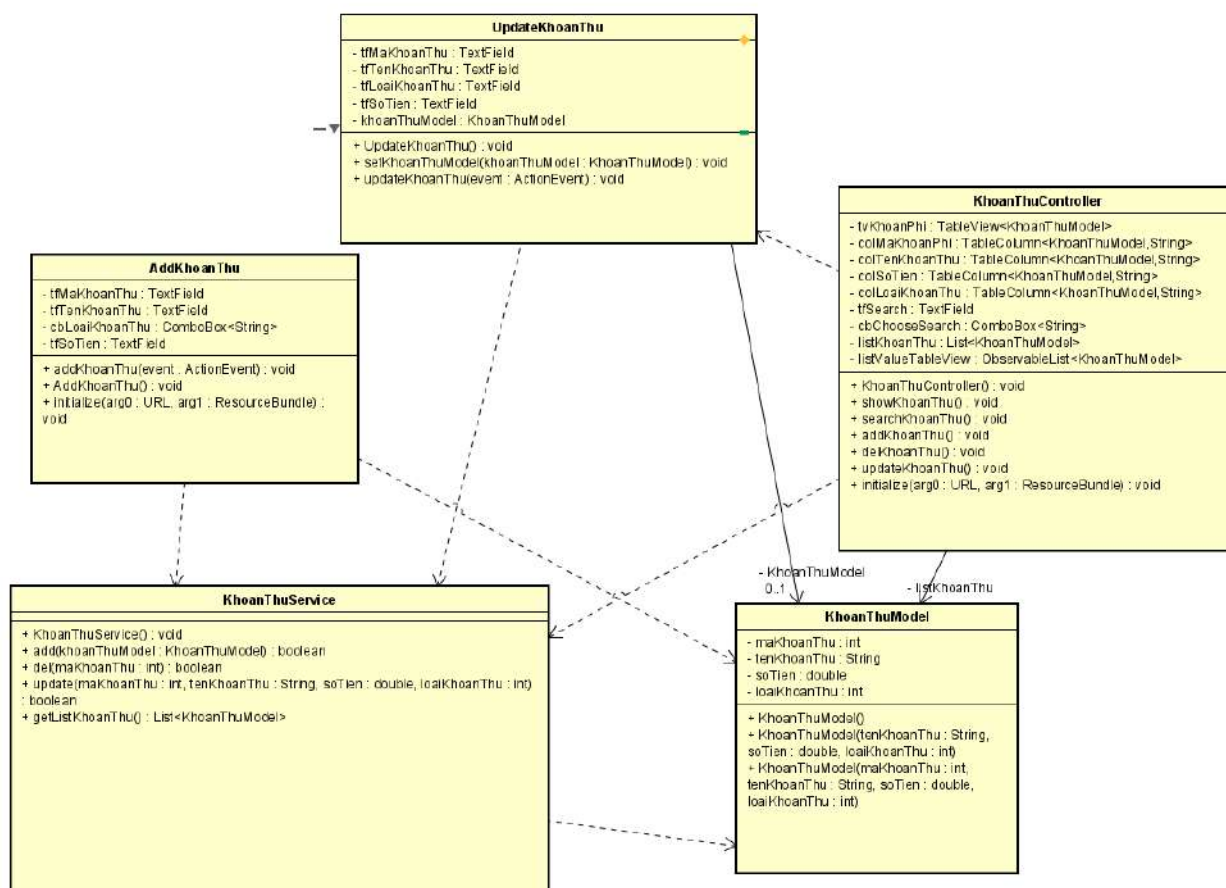 UpdateKhoanThu
- tfMaKhoanThu : TextField
- tfTenKhoanThu : TextField
- tfLoaiKhoanThu : TextField
- tfSoTien : TextField
- khoanThuModel : KhoanThuModel
+ UpdateKhoanThu() : void
+ setKhoanThuModel(khoanThuModel : KhoanThuModel) : void
+ updateKhoanThu(event : ActionEvent) : void
KhoanThuController
- tvKhoanPhi : TableView<KhoanThuModel>
- colMaKhoanPhi : TableColumn<KhoanThuModel,String>
- colTenKhoanThu : TableColumn<KhoanThuModel,String>
- colSoTien : TableColumn<KhoanThuModel,String>
- colLoaiKhoanThu : TableColumn<KhoanThuModel,String>
- tfSearch : TextField
- cbChooseSearch : ComboBox<String>
- listKhoanThu : List<KhoanThuModel>
- listValueTableView : ObservableList<KhoanThuModel>
+ KhoanThuController() : void
+ showKhoanThu() : void
+ searchKhoanThu() : void
+ addKhoanThu() : void
+ delKhoanThu() : void
+ updateKhoanThu() : void
+ initialize(arg0 : URL, arg1 : ResourceBundle) : void
AddKhoanThu
- tfMaKhoanThu : TextField
- tfTenKhoanThu : TextField
- cbLoaiKhoanThu : ComboBox<String>
- tfSoTien : TextField
+ addKhoanThu(event : ActionEvent) : void
+ AddKhoanThu() : void
+ initialize(arg0 : URL, arg1 : ResourceBundle) :
void
- KhoanThuModel
0..1
- listKhoanThu
KhoanThuService
+ KhoanThuService() : void
+ add(khoanThuModel : KhoanThuModel) : boolean
+ del(maKhoanThu : int) : boolean
+ update(maKhoanThu : int, tenKhoanThu : String, soTien : double, loaiKhoanThu : int)
: boolean
+ getListKhoanThu() : List<KhoanThuModel>
KhoanThuModel
- maKhoanThu : int
- tenKhoanThu : String
- soTien : double
- loaiKhoanThu : int
+ KhoanThuModel()
+ KhoanThuModel(tenKhoanThu : String,
soTien : double, loaiKhoanThu : int)
+ KhoanThuModel(maKhoanThu : int,
tenKhoanThu : String, soTien : double,
loaiKhoanThu : int)